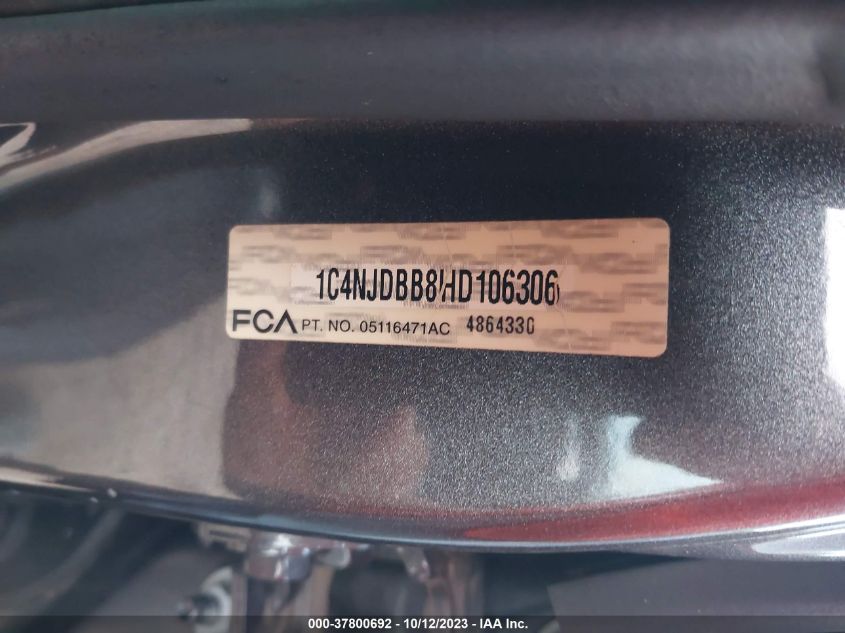 1C4NJDBB8HD106306
FCA PT. NO. 05116471AC 4864330
000-37800692 - 10/12/2023 - IAA Inc.